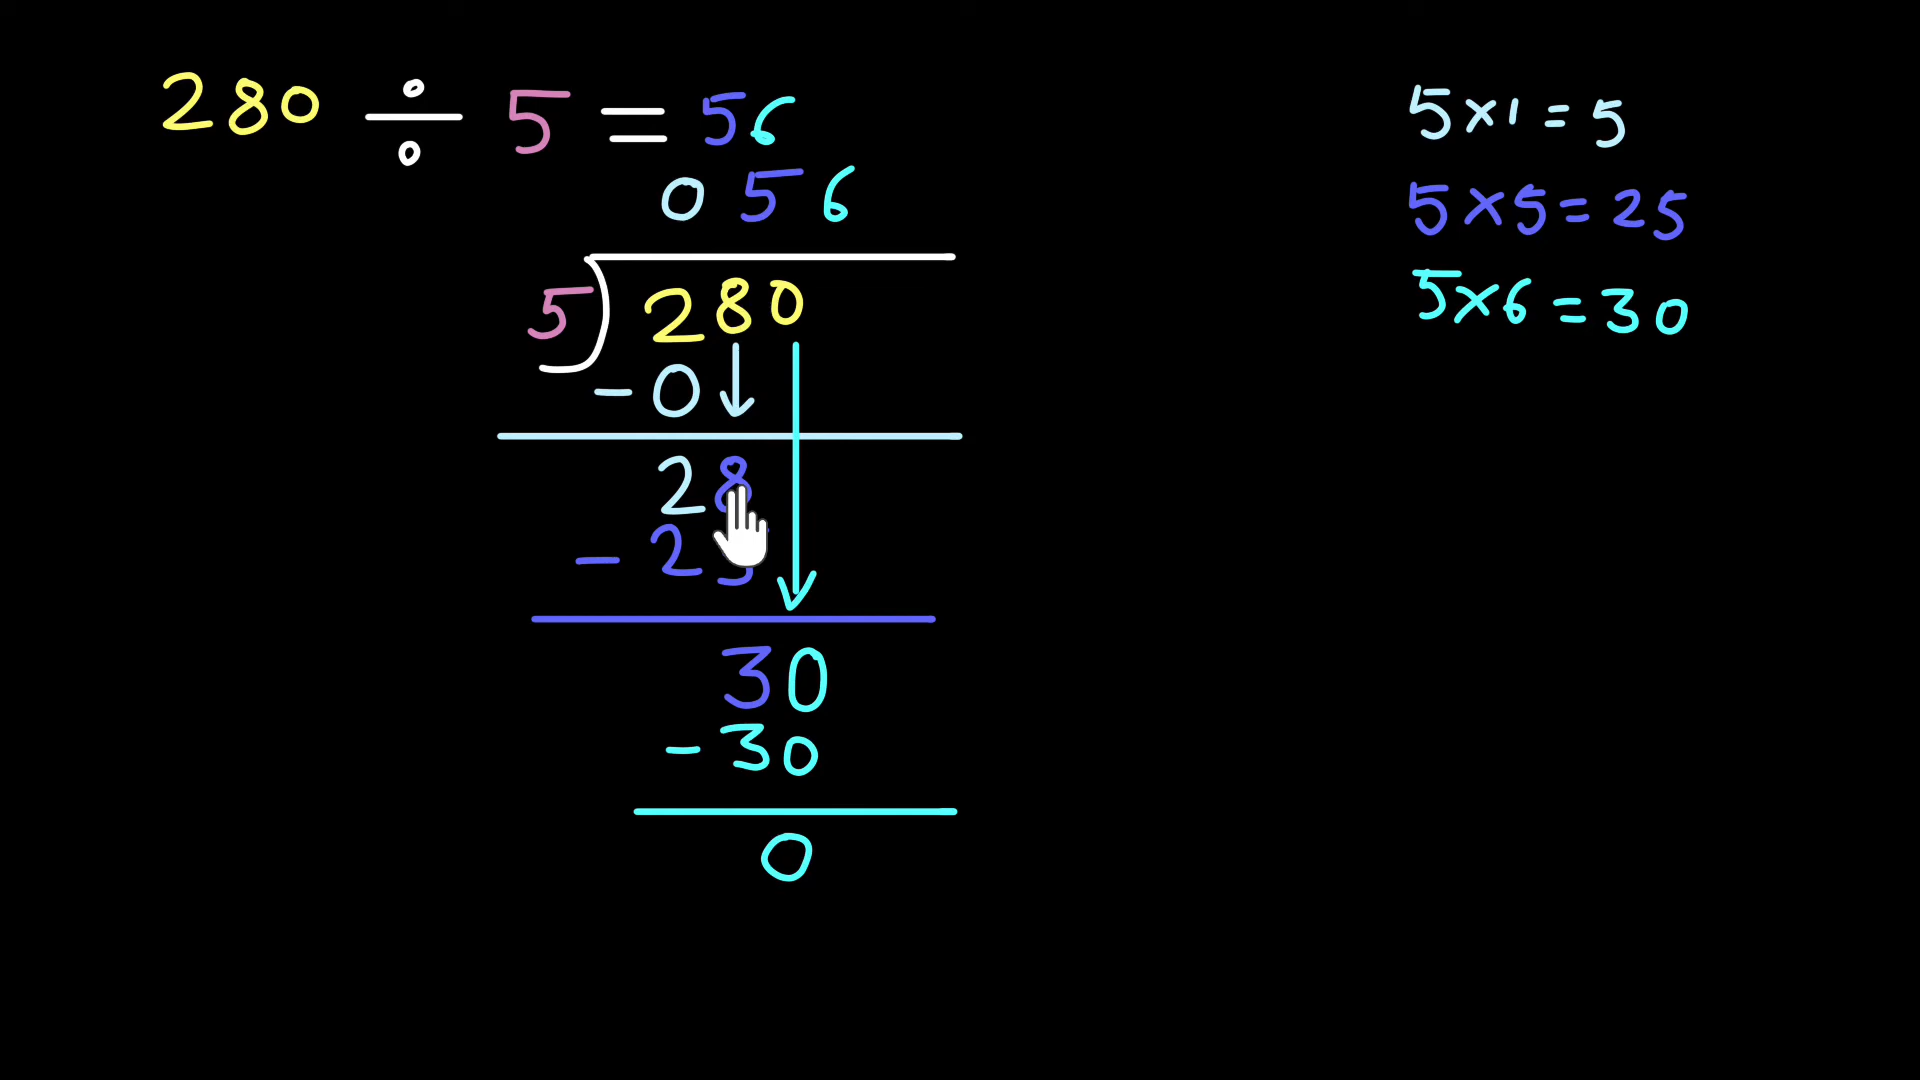 280 ÷ 5 = 56
5 × 1 = 5
056
5 × 5 = 25
5 ) 280
5 × 6 = 30
- 0
28
- 25
30
- 30
0